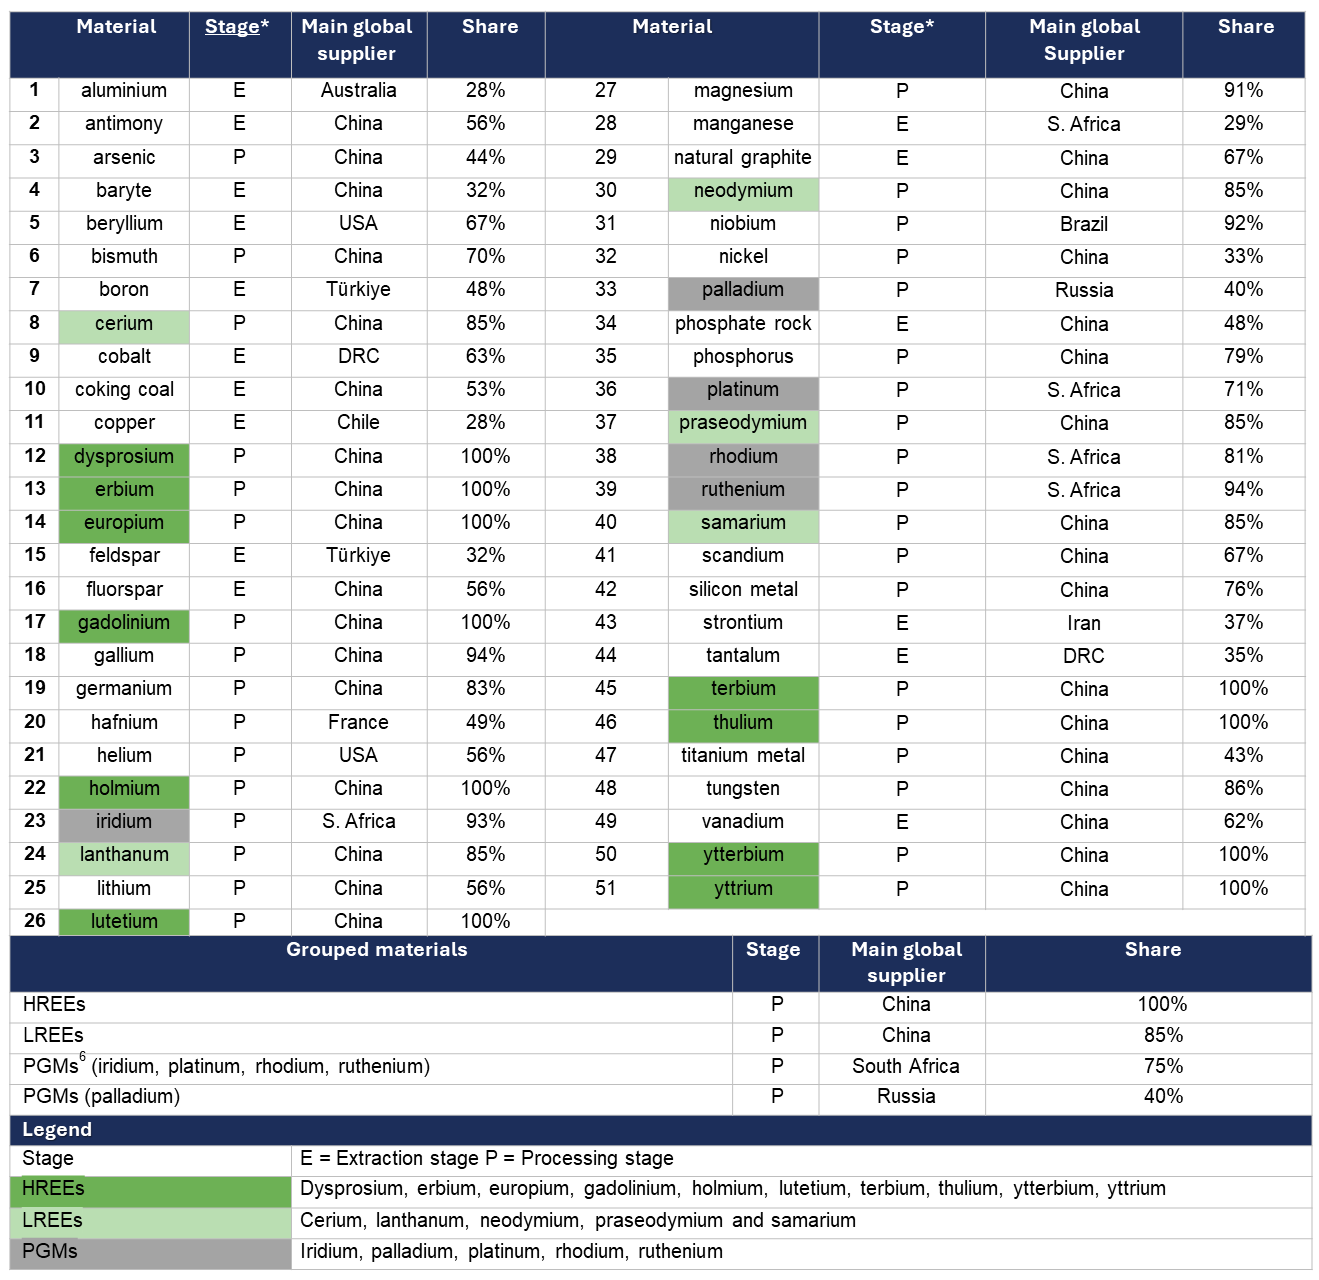 Material Stage* Main global supplier Share Material Stage* Main global Supplier Share
1 aluminium E Australia 28% 27 magnesium P China 91%
2 antimony E China 56% 28 manganese E S. Africa 29%
3 arsenic P China 44% 29 natural graphite E China 67%
4 baryte E China 32% 30 neodymium P China 85%
5 beryllium E USA 67% 31 niobium P Brazil 92%
6 bismuth P China 70% 32 nickel P China 33%
7 boron E Türkiye 48% 33 palladium P Russia 40%
8 cerium P China 85% 34 phosphate rock E China 48%
9 cobalt E DRC 63% 35 phosphorus P China 79%
10 coking coal E China 53% 36 platinum P S. Africa 71%
11 copper E Chile 28% 37 praseodymium P China 85%
12 dysprosium P China 100% 38 rhodium P S. Africa 81%
13 erbium P China 100% 39 ruthenium P S. Africa 94%
14 europium P China 100% 40 samarium P China 85%
15 feldspar E Türkiye 32% 41 scandium P China 67%
16 fluorspar E China 56% 42 silicon metal P China 76%
17 gadolinium P China 100% 43 strontium E Iran 37%
18 gallium P China 94% 44 tantalum E DRC 35%
19 germanium P China 83% 45 terbium P China 100%
20 hafnium P France 49% 46 thulium P China 100%
21 helium P USA 56% 47 titanium metal P China 43%
22 holmium P China 100% 48 tungsten P China 86%
23 iridium P S. Africa 93% 49 vanadium E China 62%
24 lanthanum P China 85% 50 ytterbium P China 100%
25 lithium P China 56% 51 yttrium P China 100%
26 lutetium P China 100%
Grouped materials Stage Main global supplier Share
HREEs P China 100%
LREEs P China 85%
PGMs6 (iridium, platinum, rhodium, ruthenium) P South Africa 75%
PGMs (palladium) P Russia 40%
Legend
Stage E = Extraction stage P = Processing stage
HREEs Dysprosium, erbium, europium, gadolinium, holmium, lutetium, terbium, thulium, ytterbium, yttrium
LREEs Cerium, lanthanum, neodymium, praseodymium and samarium
PGMs Iridium, palladium, platinum, rhodium, ruthenium